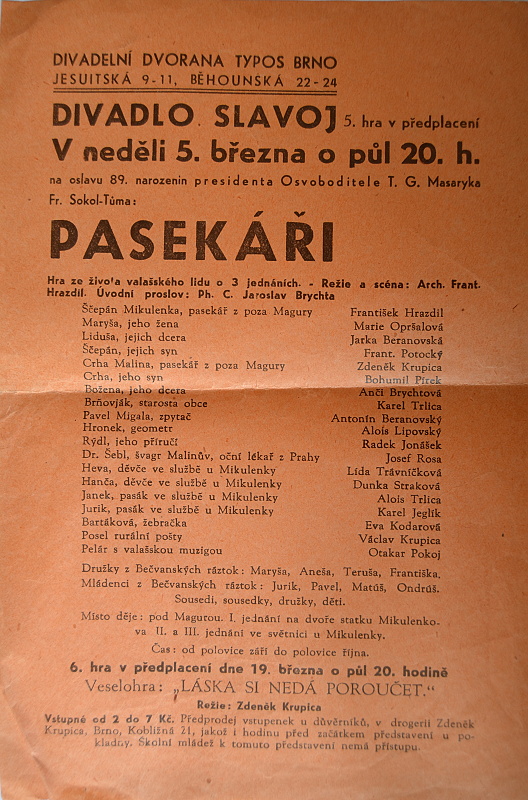 DIVADELNÍ DVORANA TYPOS BRNO
JESUITSKÁ 9-11, BĚHOUNSKÁ 22-24
DIVADLO SLAVOJ 5. hra v předplacení
V neděli 5. března o půl 20. h.
na oslavu 89. narozenin presidenta Osvoboditele T. G. Masaryka
Fr. Sokol-Tůma:
PASEKÁŘI
Hra ze živo'a valašského lidu o 3 jednáních. - Režie a scéna: Arch. Frant.
Hrazdil. Úvodní proslov: Ph. C. Jaroslav Brychta
Ščepán Mikulenka, pasekář z poza Magury František Hrazdil
Maryša, jeho žena Marie Opršalová
Liduša, jejich dcera Jarka Beranovská
Ščepán, jejich syn Frant. Potocký
Crha Malina, pasekář z poza Magury Zdeněk Krupica
Crha, jeho syn Bohumil Pírek
Božena, jeho dcera Anči Brychtová
Brňovják, starosta obce Karel Trlica
Pavel Migala, zpytač Antonín Beranovský
Hronek, geometr Alois Lipovský
Rýdl, jeho příručí Radek Jonášek
Dr. Šebl, švagr Malinův, oční lékař z Prahy Josef Rosa
Heva, děvče ve službě u Mikulenky Lída Trávníčková
Hanča, děvče ve službě u Mikulenky Dunka Straková
Janek, pasák ve službě u Mikulenky Alois Trlica
Jurik, pasák ve službě u Mikulenky Karel Jeglík
Bartáková, žebračka Eva Kodarová
Posel rurální pošty Václav Krupica
Pelár s valašskou muzigou Otakar Pokoj
Družky z Bečvanských ráztok: Maryša, Aneša, Teruša, Františka.
Mládenci z Bečvanských ráztok: Jurik, Pavel, Matúš, Ondrúš.
Sousedi, sousedky, družky, děti.
Místo děje: pod Magurou. I. jednání na dvoře statku Mikulenko-
va II. a III. jednání ve světnici u Mikulenky.
Čas: od polovice září do polovice října.
6. hra v předplacení dne 19. března o půl 20. hodině
Veselohra: „LÁSKA SI NEDÁ POROUČET."
Režie: Zdeněk Krupica
Vstupné od 2 do 7 Kč. Předprodej vstupenek u důvěrníků, v drogerii Zdeněk
Krupica, Brno, Kobližná 21, jakož i hodinu před začátkem představení u po-
kladny. Školní mládež k tomuto představení nemá přístupu.